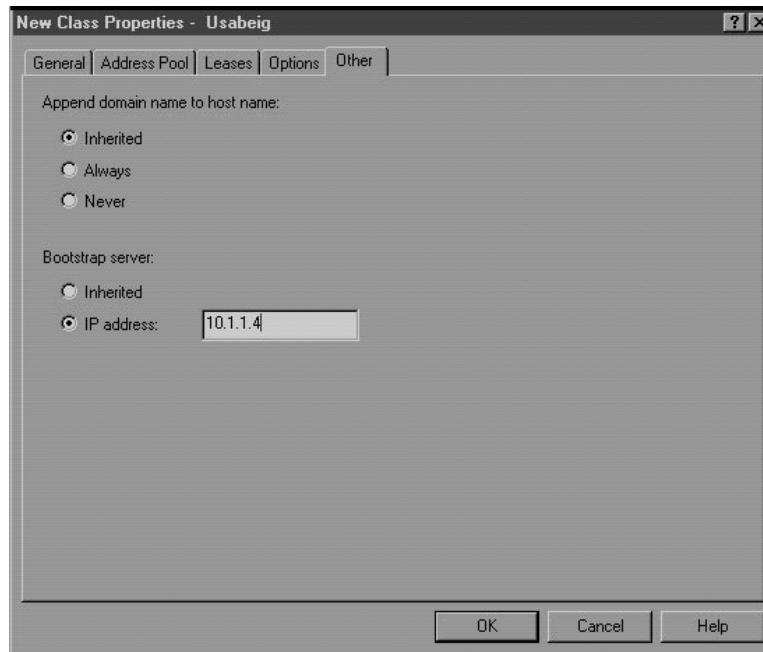 New Class Properties - Usabeig
General Address Pool Leases Options Other
Append domain name to host name:
Inherited
Always
Never
Bootstrap server:
Inherited
IP address: 10.1.1.4
OK Cancel Help